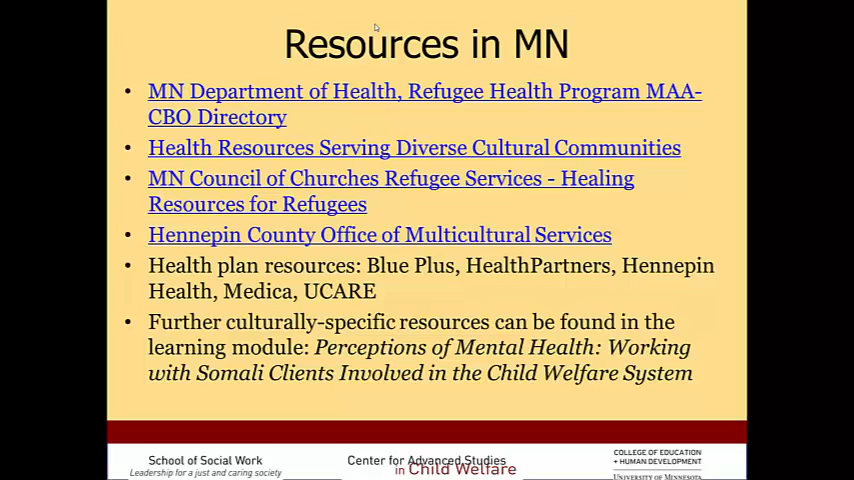 Resources in MN
• MN Department of Health, Refugee Health Program MAA-
CBO Directory
• Health Resources Serving Diverse Cultural Communities
• MN Council of Churches Refugee Services - Healing
Resources for Refugees
• Hennepin County Office of Multicultural Services
• Health plan resources: Blue Plus, HealthPartners, Hennepin
Health, Medica, UCARE
• Further culturally-specific resources can be found in the
learning module: Perceptions of Mental Health: Working
with Somali Clients Involved in the Child Welfare System
School of Social Work
Leadership for a just and caring society
Center for Advanced Studies
in Child Welfare
COLLEGE OF EDUCATION
+ HUMAN DEVELOPMENT
UNIVERSITY OF MINNESOTA